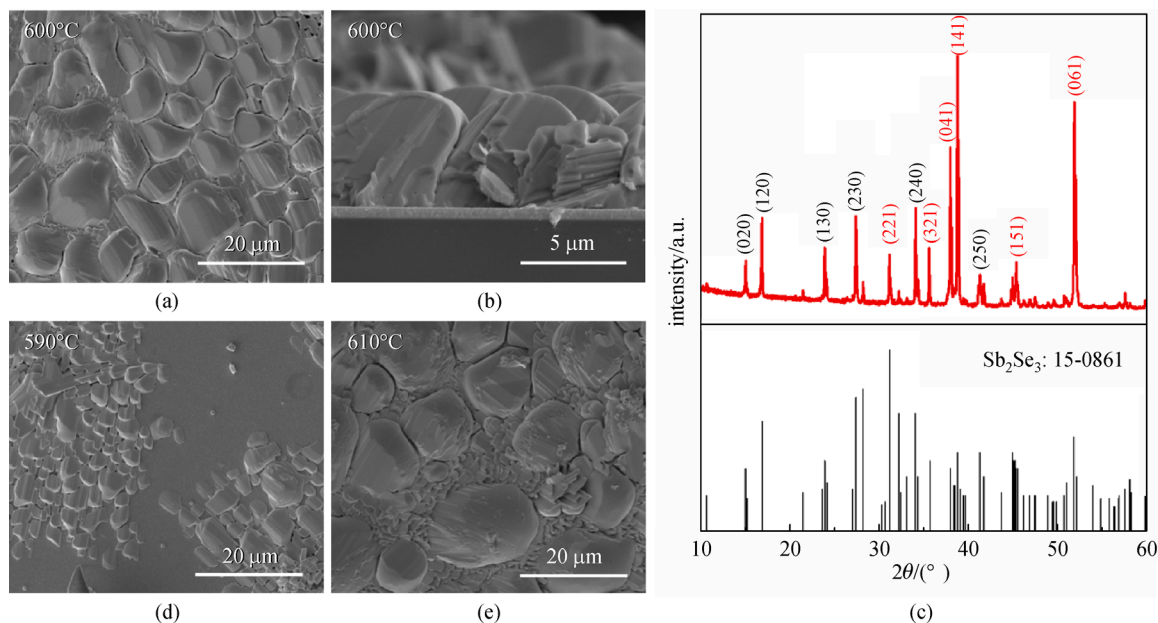 600°C
20 μm
(a)
600°C
5 μm
(b)
590°C
20 μm
(d)
610°C
20 μm
(e)
intensity/a.u.
(020)
(120)
(130)
(230)
(221)
(240)
(321)
(041)
(141)
(250)
(151)
(061)
Sb₂Se₃: 15-0861
10 20 30 40 50 60
2θ/(°)
(c)